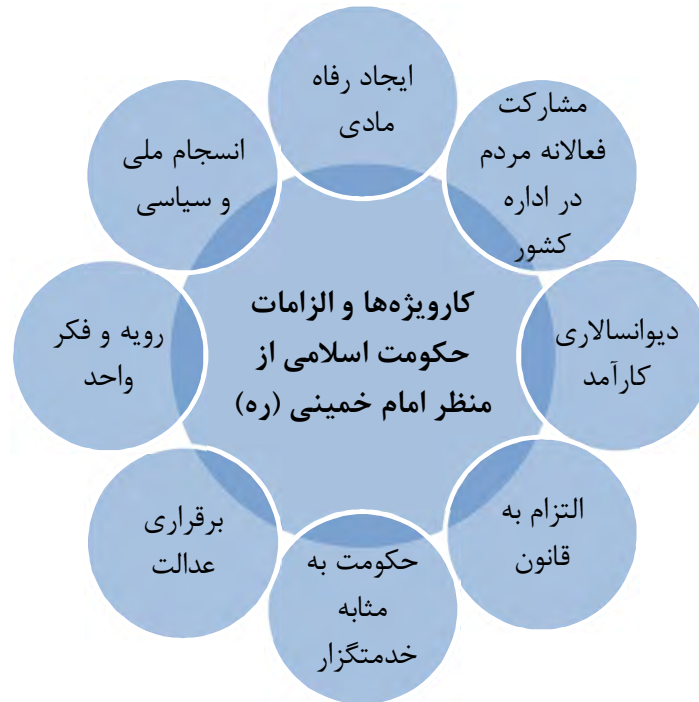 ایجاد رفاه
مادی
مشارکت
فعالانه مردم
در اداره
کشور
دیوانسالاری
کارآمد
التزام به
قانون
حکومت به
مثابه
خدمتگزار
برقراری
عدالت
رویه و فکر
واحد
انسجام ملی
و سیاسی
کارویژه‌ها و الزامات
حکومت اسلامی از
منظر امام خمینی (ره)